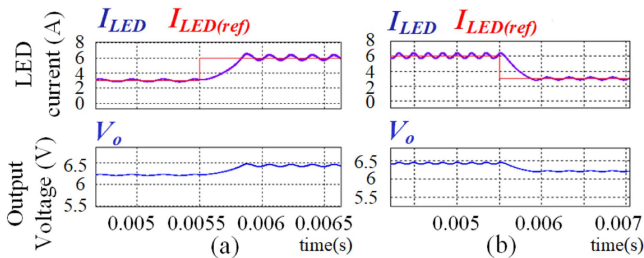 I_LED I_LED(ref)
I_LED I_LED(ref)
LED
current (A)
8
6
4
2
0
8
6
4
2
0
V_o
V_o
Output
Voltage (V)
6.5
6
5.5
6.5
6
5.5
0.005 0.0055 0.006 0.0065
0.005 0.006 0.007
(a) time(s)
(b) time(s)